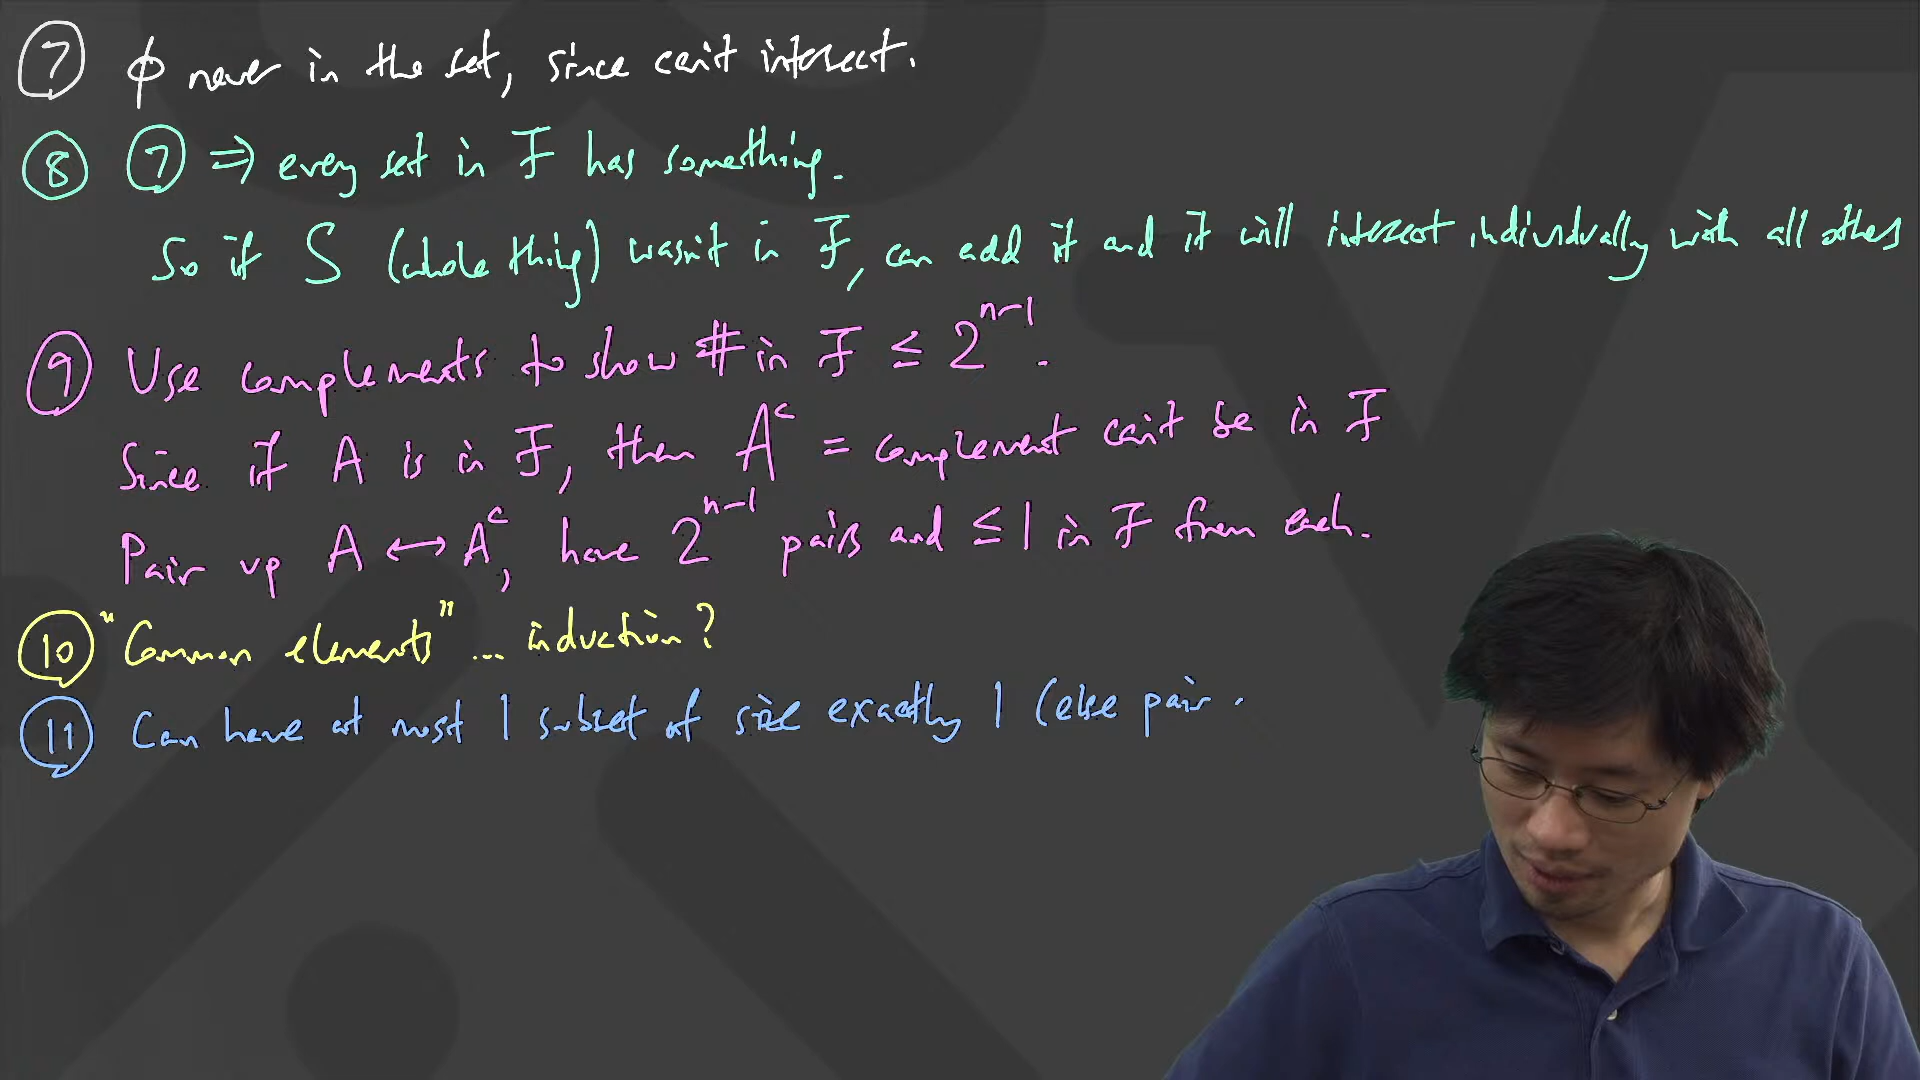 ⑦ ϕ never in the set, since can't intersect.
⑧ ⑦ ⇒ every set in F has something.
So if S (whole thing) wasn't in F, can add it and it will intersect individually with all others
⑨ Use complements to show # in F ≤ 2^{n-1}.
Since if A is in F, then A^c = complement can't be in F
Pair up A ↔ A^c, have 2^{n-1} pairs and ≤ 1 in F from each.
⑩ "Common elements" ... induction?
⑪ Can have at most 1 subset of size exactly 1 (else pair.